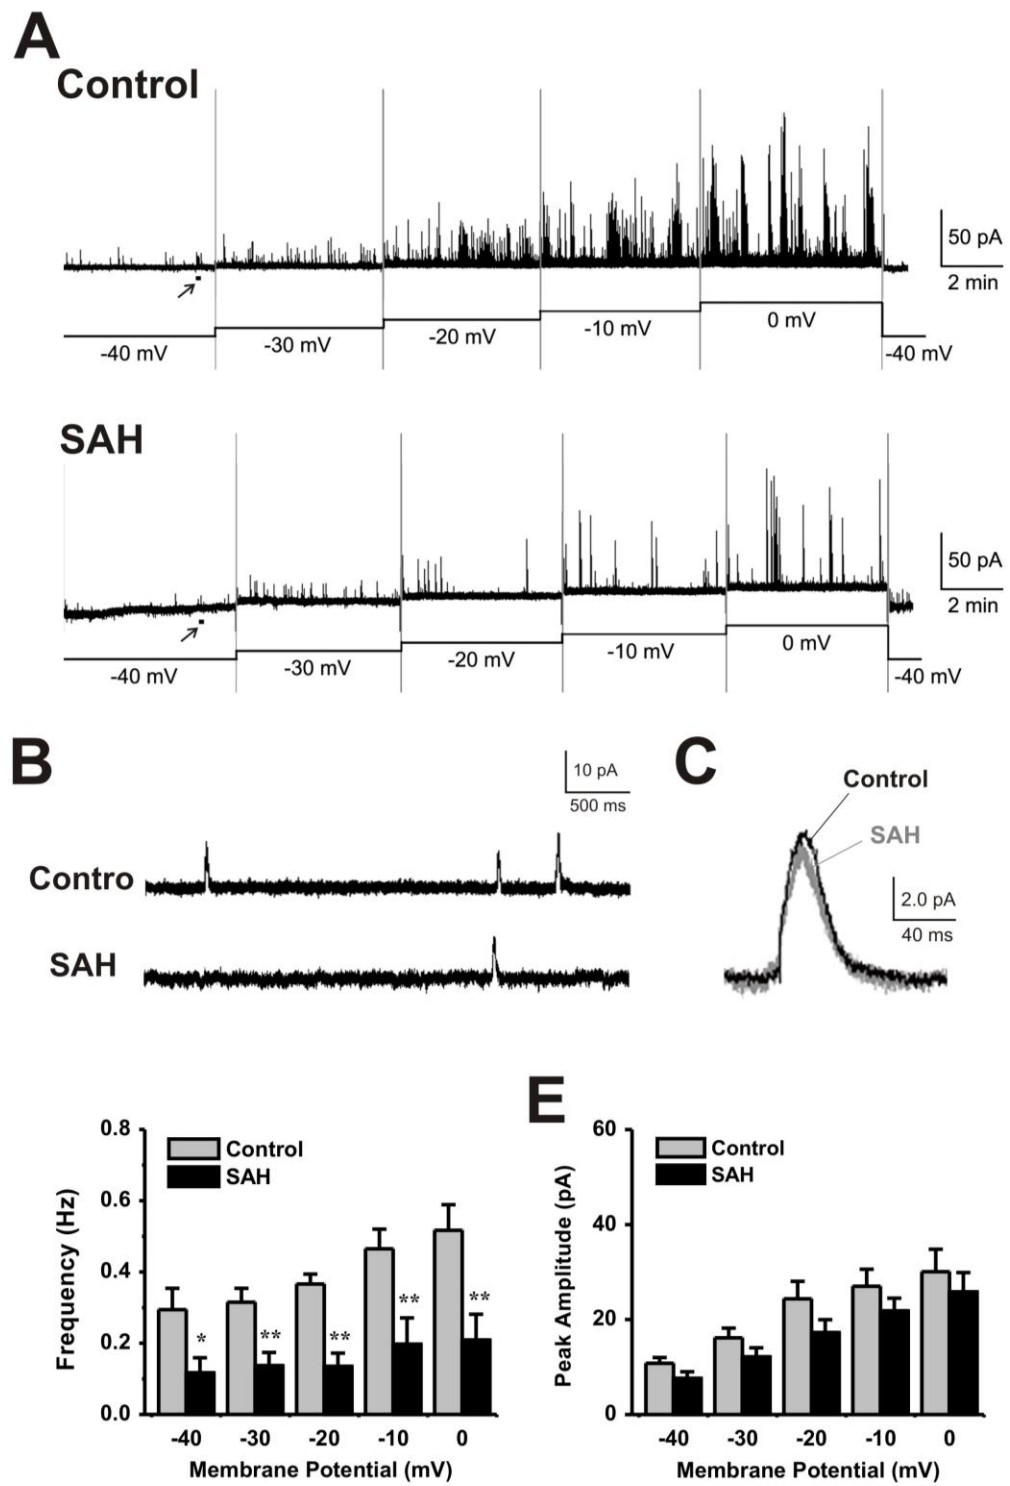 A
Control
50 pA
2 min
-40 mV
-30 mV
-20 mV
-10 mV
0 mV
-40 mV
SAH
50 pA
2 min
-40 mV
-30 mV
-20 mV
-10 mV
0 mV
-40 mV
B
10 pA
500 ms
Contro
SAH
C
Control
SAH
2.0 pA
40 ms
0.8
0.6
0.4
0.2
0.0
Frequency (Hz)
Control
SAH
*
**
**
**
**
-40 -30 -20 -10 0
Membrane Potential (mV)
E
60
40
20
0
Peak Amplitude (pA)
Control
SAH
-40 -30 -20 -10 0
Membrane Potential (mV)